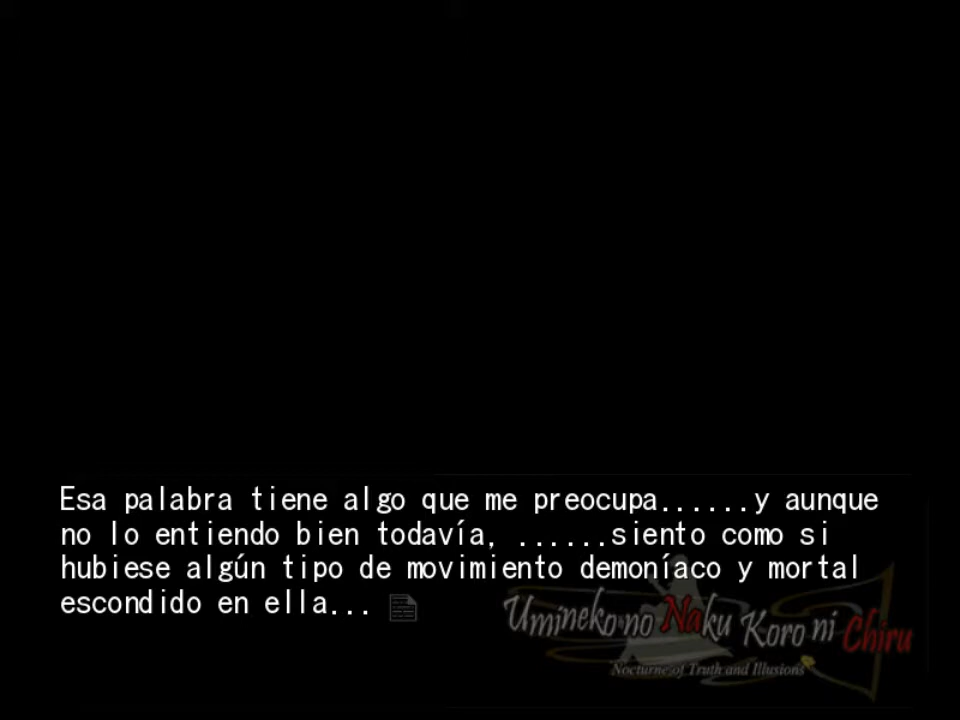 Esa palabra tiene algo que me preocupa......y aunque
no lo entiendo bien todavía, ......siento como si
hubiese algún tipo de movimiento demoníaco y mortal
escondido en ella...
Umineko no Naku Koro ni Chiru
Nocturne of Truth and Illusions